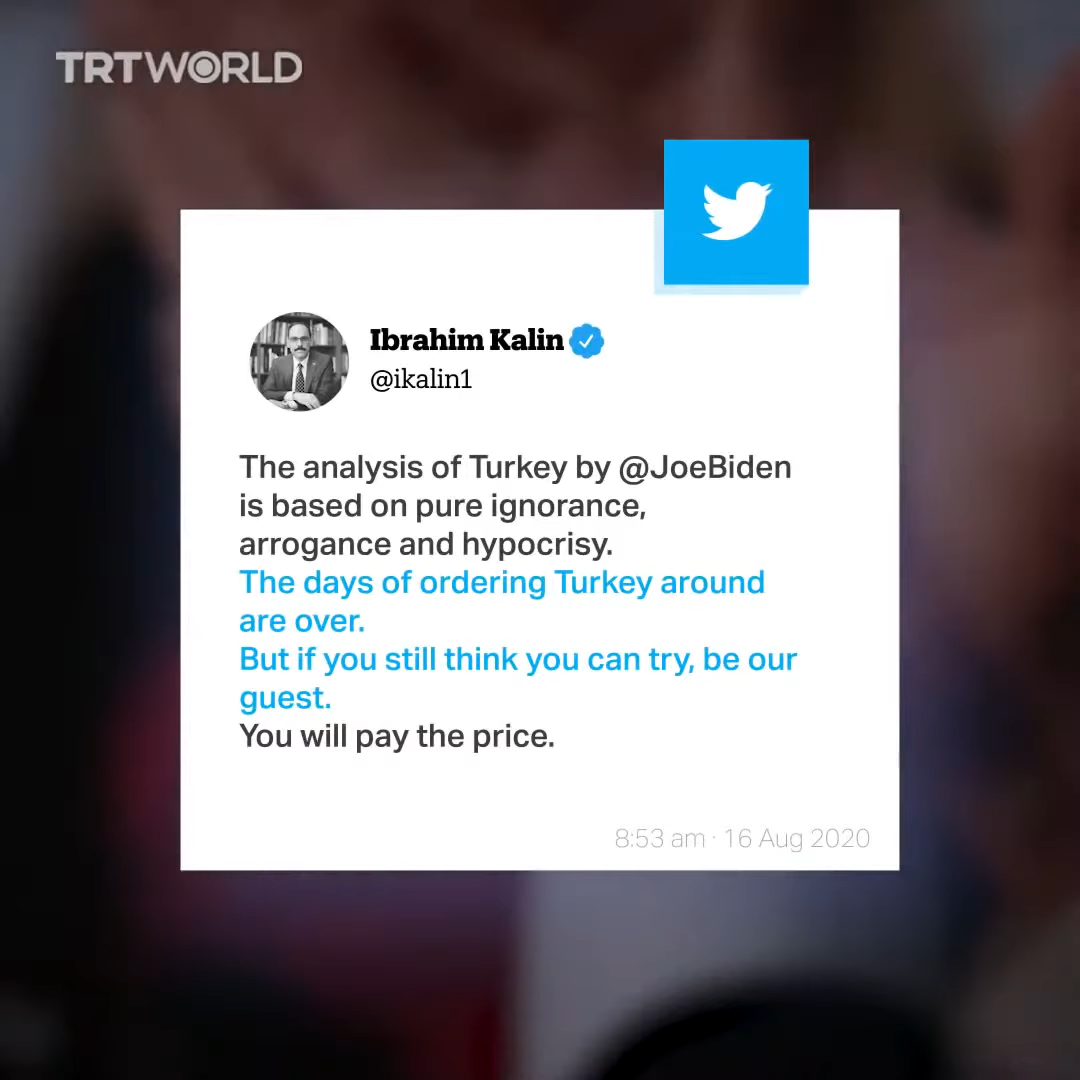 TRT WORLD
Ibrahim Kalin
@ikalin1
The analysis of Turkey by @JoeBiden
is based on pure ignorance,
arrogance and hypocrisy.
The days of ordering Turkey around
are over.
But if you still think you can try, be our
guest.
You will pay the price.
8:53 am · 16 Aug 2020